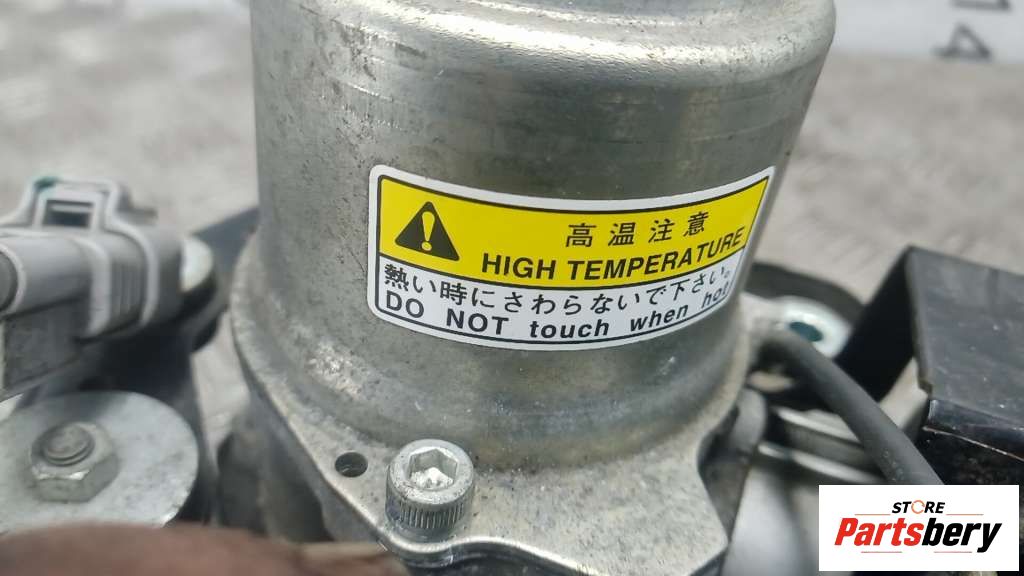 高温注意
HIGH TEMPERATURE
熱い時にさわらないで下さい。
DO NOT touch when hot
STORE
Partsbery